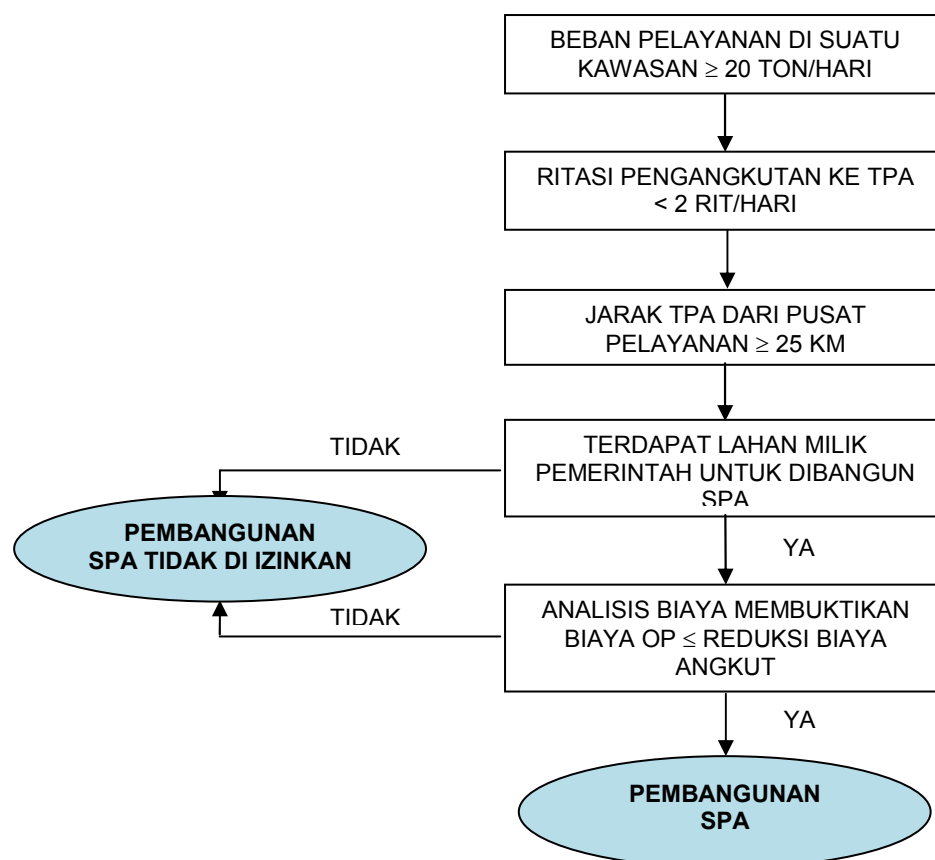 BEBAN PELAYANAN DI SUATU
KAWASAN ≥ 20 TON/HARI
RITASI PENGANGKUTAN KE TPA
< 2 RIT/HARI
JARAK TPA DARI PUSAT
PELAYANAN ≥ 25 KM
TERDAPAT LAHAN MILIK
PEMERINTAH UNTUK DIBANGUN
SPA
TIDAK
PEMBANGUNAN
SPA TIDAK DI IZINKAN
YA
TIDAK
ANALISIS BIAYA MEMBUKTIKAN
BIAYA OP ≤ REDUKSI BIAYA
ANGKUT
YA
PEMBANGUNAN
SPA